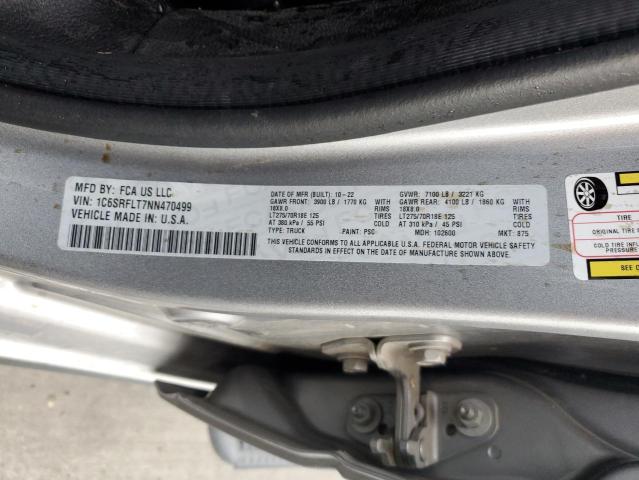 MFD BY: FCA US LLC
VIN: 1C6SRFLT7NN470499
VEHICLE MADE IN: U.S.A.
DATE OF MFR (BUILT): 10-22 GVWR: 7100 LB / 3221 KG
GAWR FRONT: 3900 LB / 1770 KG WITH GAWR REAR: 4100 LB / 1860 KG WITH
18X8.0 RIMS 18X8.0 RIMS
LT275/70R18E 125 TIRES LT275/70R18E 125 TIRES
AT 380 kPa / 55 PSI COLD AT 310 kPa / 45 PSI COLD
TYPE: TRUCK PAINT: PSC MDH: 102600 MKT: 875
THIS VEHICLE CONFORMS TO ALL APPLICABLE U.S.A. FEDERAL MOTOR VEHICLE SAFETY
STANDARDS IN EFFECT ON THE DATE OF MANUFACTURE SHOWN ABOVE.
TIRE
ORIGINAL TIRE
COLD TIRE INFL
SEE